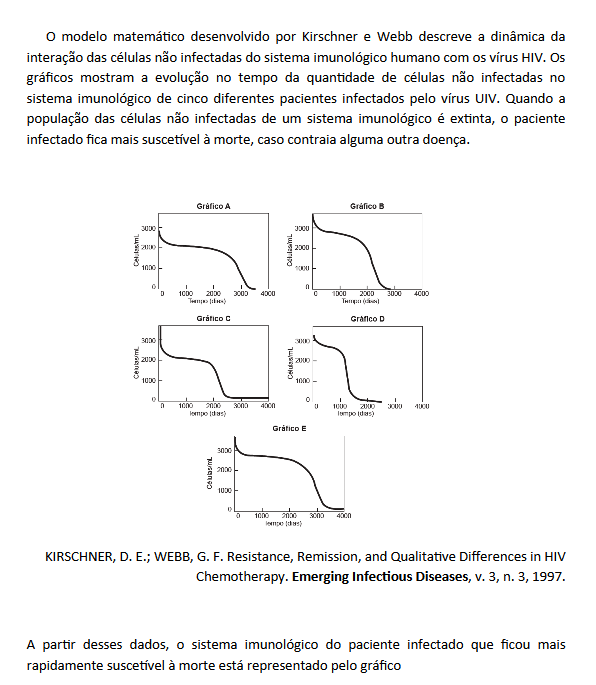 O modelo matemático desenvolvido por Kirschner e Webb descreve a dinâmica da
interação das células não infectadas do sistema imunológico humano com os vírus HIV. Os
gráficos mostram a evolução no tempo da quantidade de células não infectadas no
sistema imunológico de cinco diferentes pacientes infectados pelo vírus UIV. Quando a
população das células não infectadas de um sistema imunológico é extinta, o paciente
infectado fica mais suscetível à morte, caso contraia alguma outra doença.
Gráfico A
Células/mL
3000
2000
1000
0
0 1000 2000 3000 4000
Tempo (dias)
Gráfico B
Células/mL
3000
2000
1000
0
0 1000 2000 3000 4000
Tempo (dias)
Gráfico C
Células/mL
3000
2000
1000
0
0 1000 2000 3000 4000
Tempo (dias)
Gráfico D
Células/mL
3000
2000
1000
0
0 1000 2000 3000 4000
Tempo (dias)
Gráfico E
Células/mL
3000
2000
1000
0
0 1000 2000 3000 4000
Tempo (dias)
KIRSCHNER, D. E.; WEBB, G. F. Resistance, Remission, and Qualitative Differences in HIV
Chemotherapy. Emerging Infectious Diseases, v. 3, n. 3, 1997.
A partir desses dados, o sistema imunológico do paciente infectado que ficou mais
rapidamente suscetível à morte está representado pelo gráfico